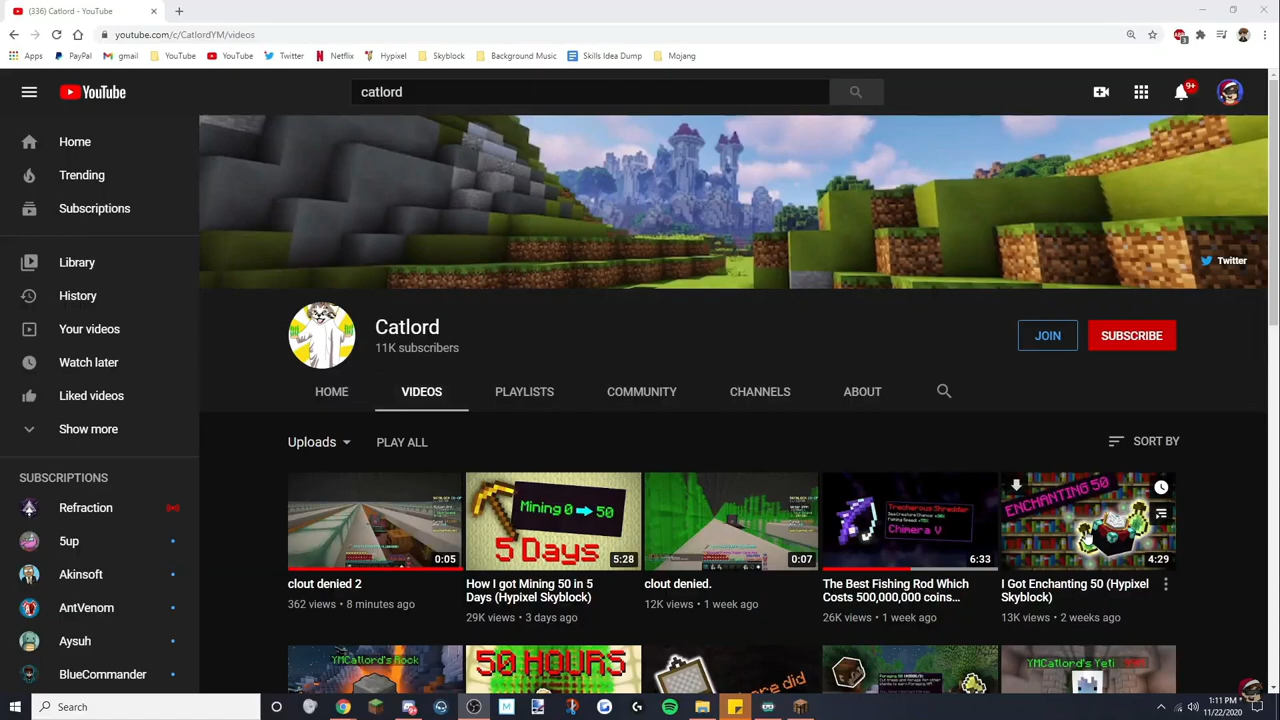 (336) Catlord - YouTube
youtube.com/c/CatlordYM/videos
Apps PayPal gmail YouTube YouTube Twitter Netflix Hypixel Skyblock Background Music Skills Idea Dump Mojang
YouTube
catlord
9+
Home
Trending
Subscriptions
Library
History
Your videos
Watch later
Liked videos
Show more
SUBSCRIPTIONS
Refraction
5up
Akinsoft
AntVenom
Aysuh
BlueCommander
Twitter
Catlord
11K subscribers
JOIN SUBSCRIBE
HOME VIDEOS PLAYLISTS COMMUNITY CHANNELS ABOUT
Uploads PLAY ALL SORT BY
0:05
clout denied 2
362 views • 8 minutes ago
Mining 0 50
5 Days
5:28
How I got Mining 50 in 5
Days (Hypixel Skyblock)
29K views • 3 days ago
0:07
clout denied.
12K views • 1 week ago
Treacherous Shredder
Chimera V
6:33
The Best Fishing Rod Which
Costs 500,000,000 coins...
26K views • 1 week ago
ENCHANTING 50
4:29
I Got Enchanting 50 (Hypixel
Skyblock)
13K views • 2 weeks ago
YMCatlord's Rock
50 HOURS
YMCatlord's Yeti
Search
1:11 PM
11/22/2020